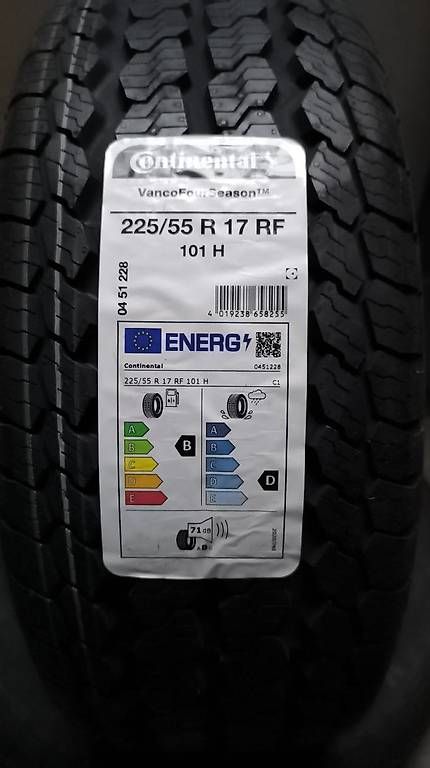 Continental
VancoFourSeason™
225/55 R 17 RF
101 H
04 51 228
4 019238 658255
ENERG
Continental 0451228
225/55 R 17 RF 101 H C1
A A
B B B
C C
D D D
E E
71 dB
A B